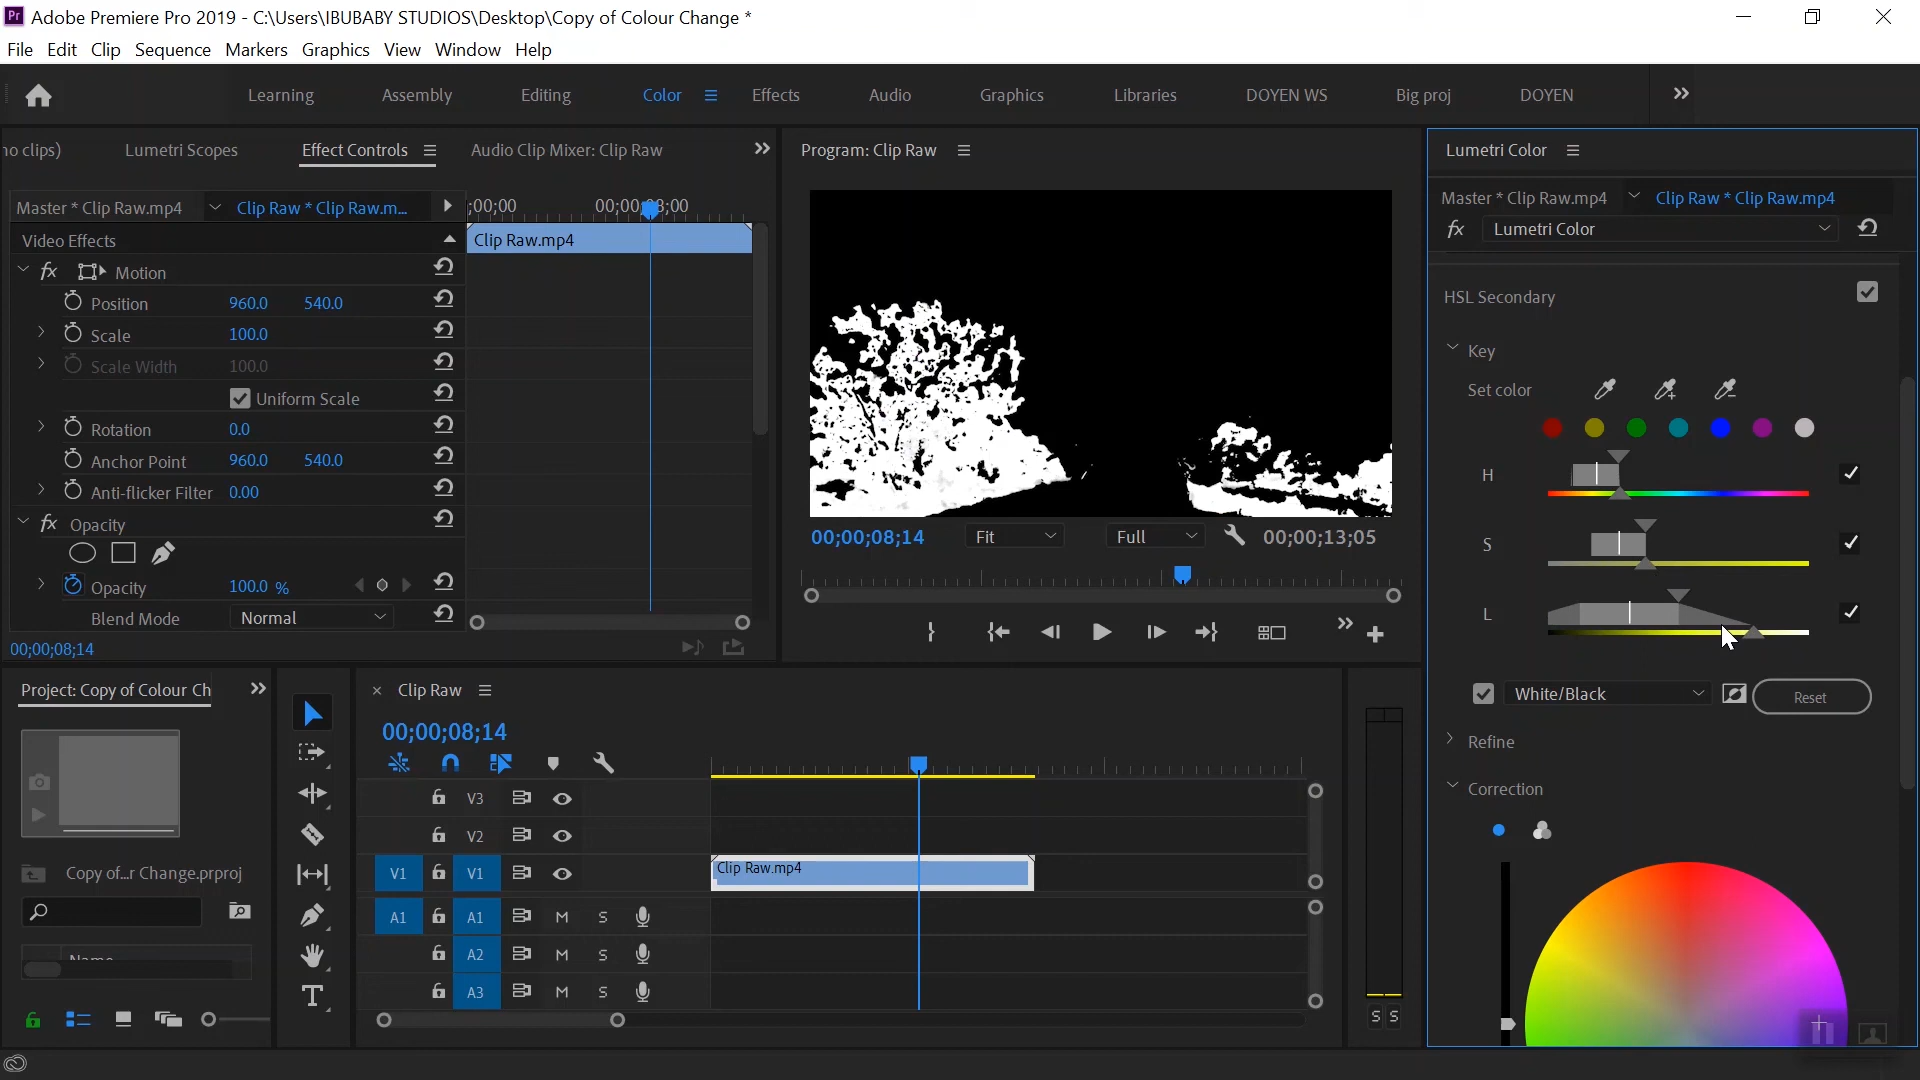 Adobe Premiere Pro 2019 - C:\Users\IBUBABY STUDIOS\Desktop\Copy of Colour Change *
File Edit Clip Sequence Markers Graphics View Window Help
Learning Assembly Editing Color Effects Audio Graphics Libraries DOYEN WS Big proj DOYEN
no clips) Lumetri Scopes Effect Controls Audio Clip Mixer: Clip Raw
Master * Clip Raw.mp4 Clip Raw * Clip Raw.m...
;00;00 00;00;08;00
Video Effects
Clip Raw.mp4
fx Motion
Position 960.0 540.0
Scale 100.0
Scale Width 100.0
Uniform Scale
Rotation 0.0
Anchor Point 960.0 540.0
Anti-flicker Filter 0.00
fx Opacity
Opacity 100.0 %
Blend Mode Normal
00;00;08;14
Program: Clip Raw
00;00;08;14 Fit Full 00;00;13;05
Lumetri Color
Master * Clip Raw.mp4 Clip Raw * Clip Raw.mp4
fx Lumetri Color
HSL Secondary
Key
Set color
H
S
L
White/Black Reset
Refine
Correction
Project: Copy of Colour Ch
Copy of...r Change.prproj
Name
Clip Raw
00;00;08;14
V3
V2
V1 V1
Clip Raw.mp4
A1 A1 M S
A2 M S
A3 M S
S S